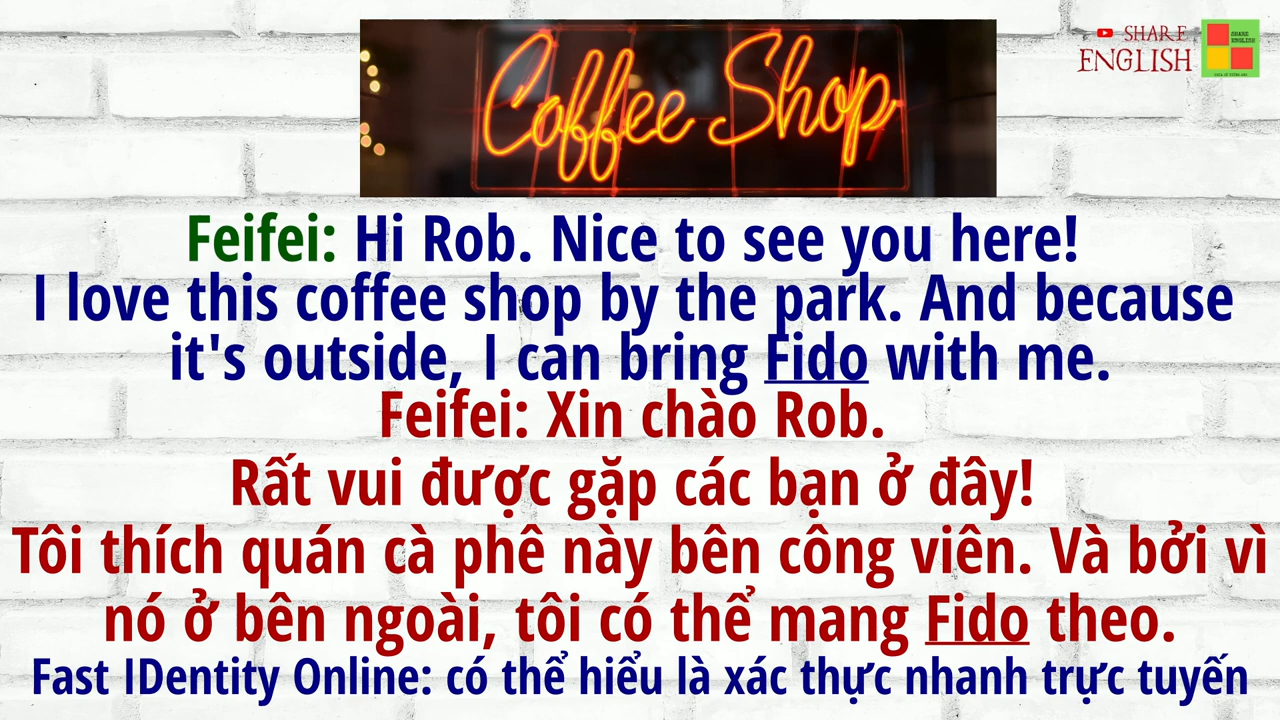 Coffee Shop
SHARE
ENGLISH
SHARE
ENGLISH
Feifei: Hi Rob. Nice to see you here!
I love this coffee shop by the park. And because
it's outside, I can bring Fido with me.
Feifei: Xin chào Rob.
Rất vui được gặp các bạn ở đây!
Tôi thích quán cà phê này bên công viên. Và bởi vì
nó ở bên ngoài, tôi có thể mang Fido theo.
Fast IDentity Online: có thể hiểu là xác thực nhanh trực tuyến